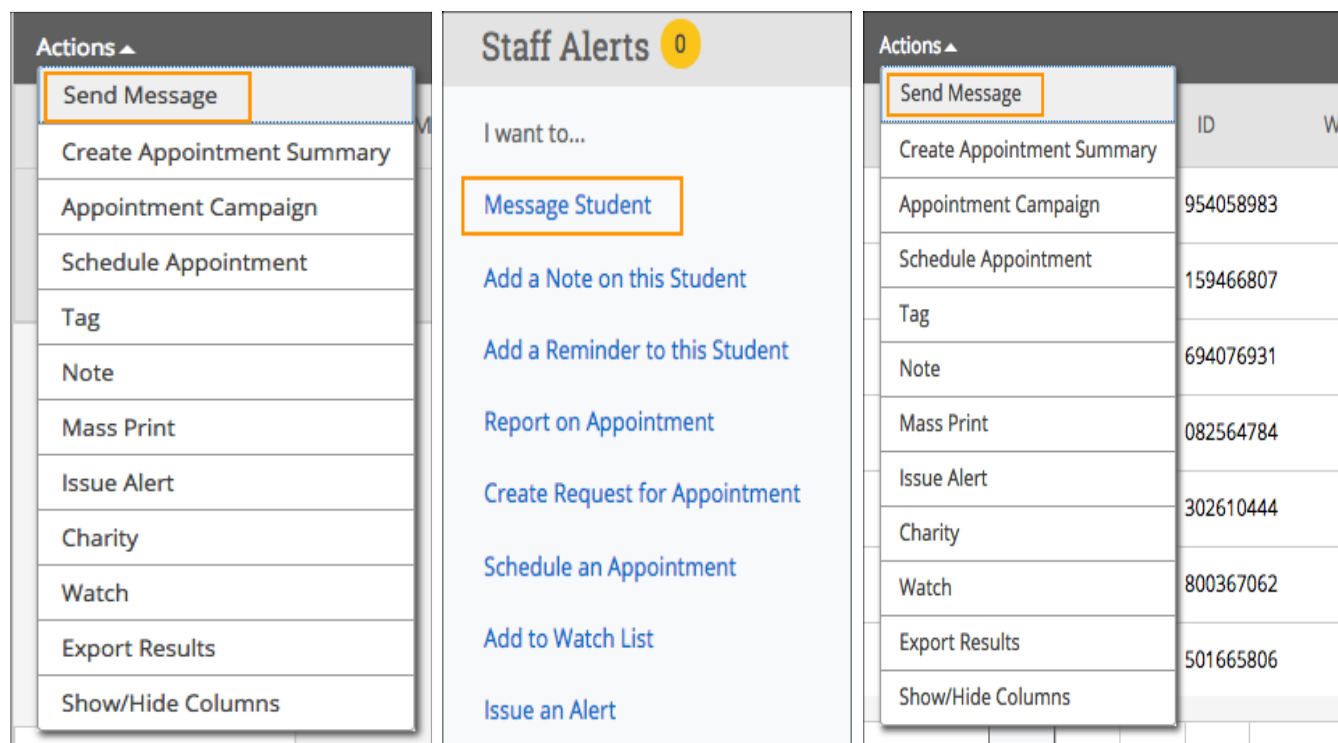 Actions
Send Message
Create Appointment Summary
Appointment Campaign
Schedule Appointment
Tag
Note
Mass Print
Issue Alert
Charity
Watch
Export Results
Show/Hide Columns
M
Staff Alerts 0
I want to...
Message Student
Add a Note on this Student
Add a Reminder to this Student
Report on Appointment
Create Request for Appointment
Schedule an Appointment
Add to Watch List
Issue an Alert
Actions
Send Message
Create Appointment Summary
Appointment Campaign
Schedule Appointment
Tag
Note
Mass Print
Issue Alert
Charity
Watch
Export Results
Show/Hide Columns
ID W
954058983
159466807
694076931
082564784
302610444
800367062
501665806